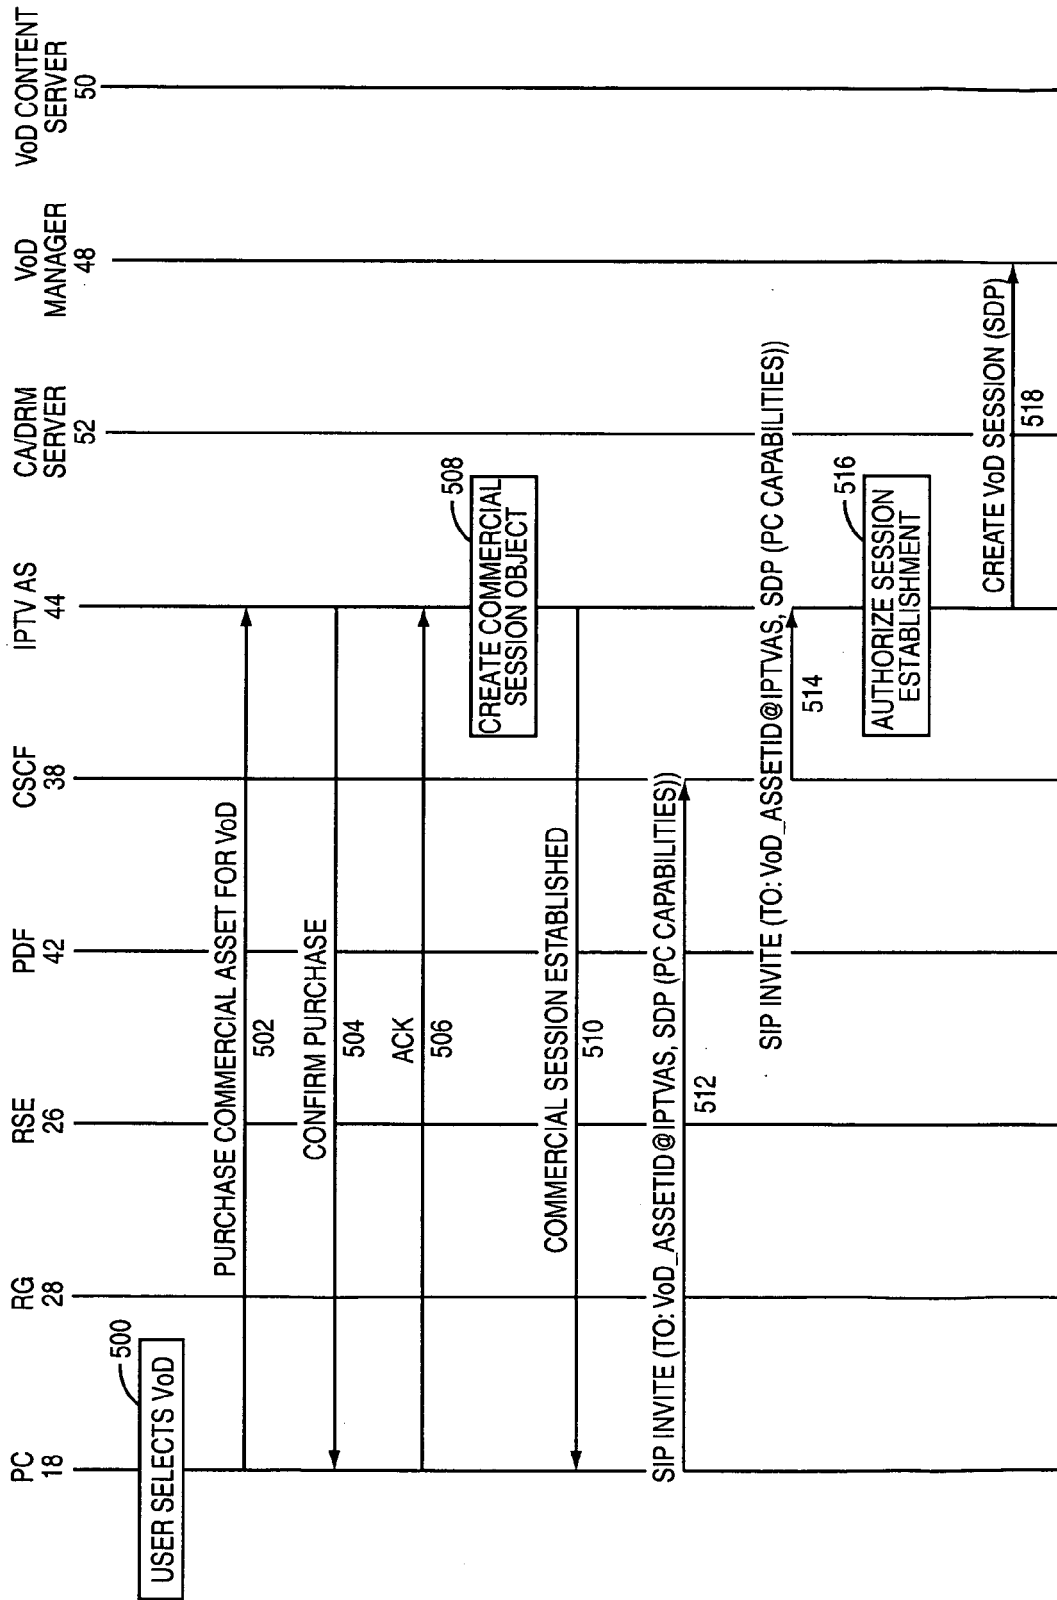 PC
18
RG
28
RSE
26
PDF
42
CSCF
38
IPTV AS
44
CA/DRM
SERVER
52
VoD
MANAGER
48
VoD CONTENT
SERVER
50
USER SELECTS VoD
500
PURCHASE COMMERCIAL ASSET FOR VoD
502
CONFIRM PURCHASE
504
ACK
506
CREATE COMMERCIAL
SESSION OBJECT
508
COMMERCIAL SESSION ESTABLISHED
510
SIP INVITE (TO: VoD_ASSETID@IPTVAS, SDP (PC CAPABILITIES))
512
SIP INVITE (TO: VoD_ASSETID@IPTVAS, SDP (PC CAPABILITIES))
514
AUTHORIZE SESSION
ESTABLISHMENT
516
CREATE VoD SESSION (SDP)
518